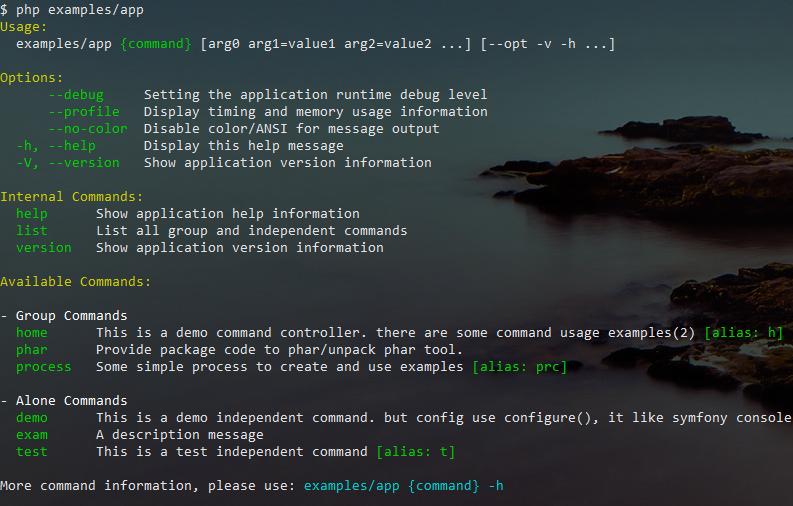 $ php examples/app
Usage:
  examples/app {command} [arg0 arg1=value1 arg2=value2 ...] [--opt -v -h ...]

Options:
      --debug     Setting the application runtime debug level
      --profile   Display timing and memory usage information
      --no-color  Disable color/ANSI for message output
  -h, --help      Display this help message
  -V, --version   Show application version information

Internal Commands:
  help      Show application help information
  list      List all group and independent commands
  version   Show application version information

Available Commands:

- Group Commands
  home      This is a demo command controller. there are some command usage examples(2) [alias: h]
  phar      Provide package code to phar/unpack phar tool.
  process   Some simple process to create and use examples [alias: prc]

- Alone Commands
  demo      This is a demo independent command. but config use configure(), it like symfony console
  exam      A description message
  test      This is a test independent command [alias: t]

More command information, please use: examples/app {command} -h